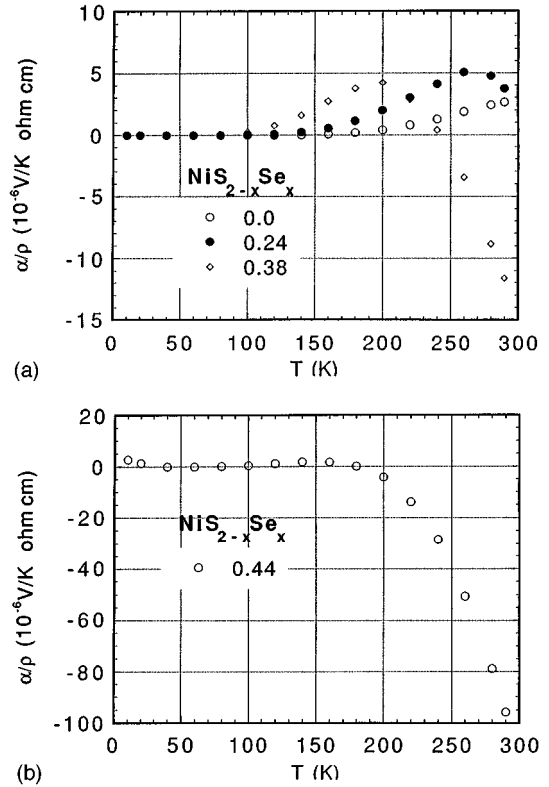 10
5
0
-5
-10
-15
α/ρ (10⁻⁶V/K ohm cm)
NiS₂₋ₓSeₓ
0.0
0.24
0.38
0 50 100 150 200 250 300
T (K)
(a)
20
0
-20
-40
-60
-80
-100
α/ρ (10⁻⁶V/K ohm cm)
NiS₂₋ₓSeₓ
0.44
0 50 100 150 200 250 300
T (K)
(b)